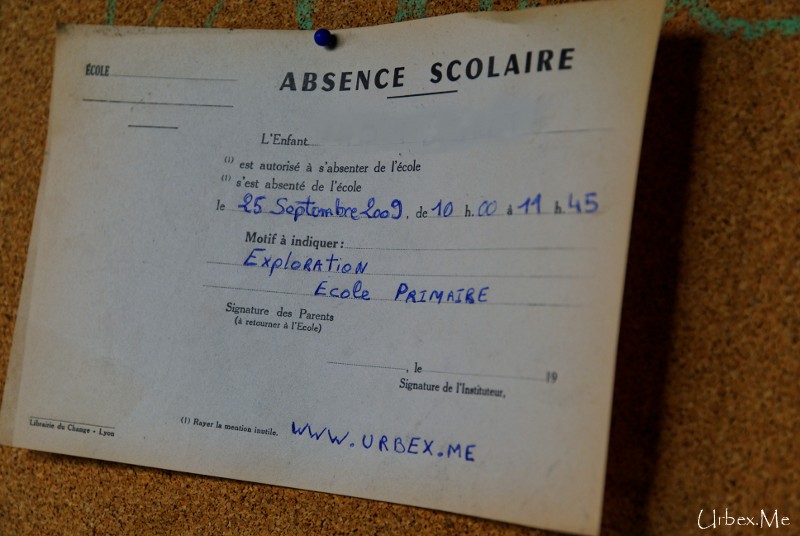 ÉCOLE
ABSENCE SCOLAIRE
L'Enfant
(1) est autorisé à s'absenter de l'école
(1) s'est absenté de l'école
le 25 Septembre 2009, de 10 h. 00 à 11 h. 45
Motif à indiquer :
EXPLORATION
Ecole PRIMAIRE
Signature des Parents
(à retourner à l'Ecole)
, le 19
Signature de l'Instituteur,
(1) Rayer la mention inutile.
WWW.URBEX.ME
Librairie du Change - Lyon
Urbex.Me